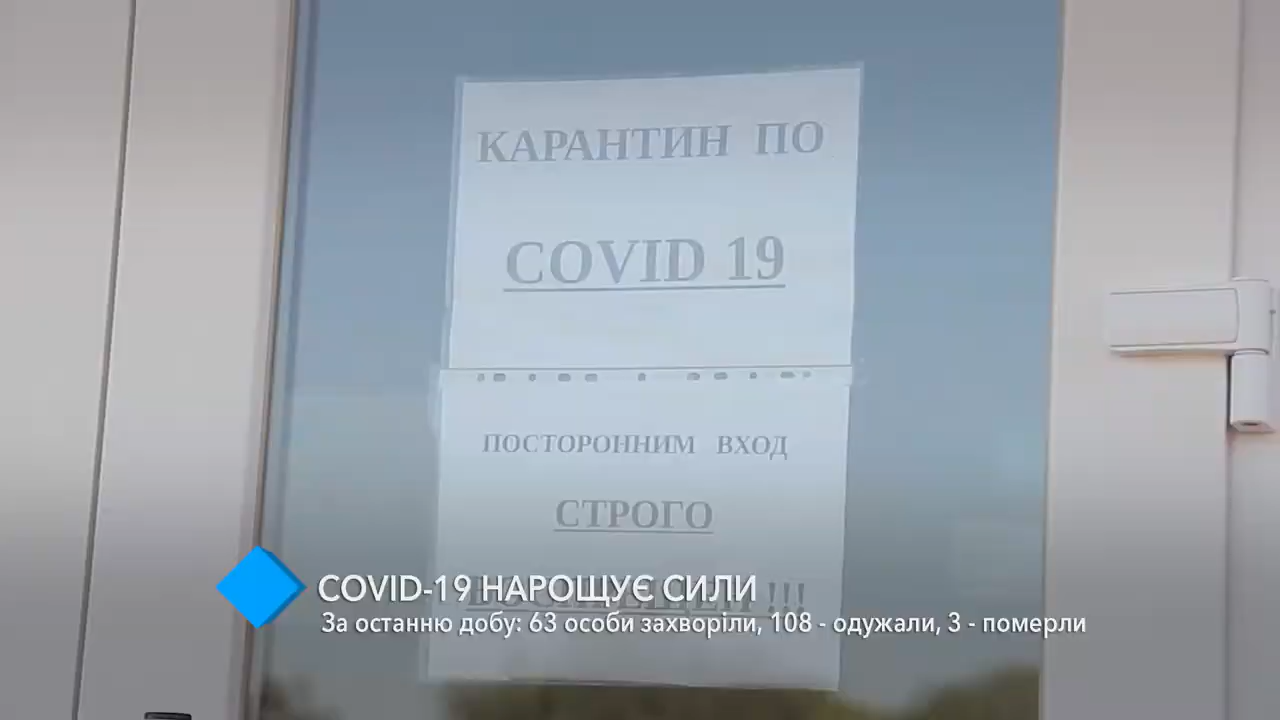 КАРАНТИН ПО
COVID 19
ПОСТОРОННИМ ВХОД
СТРОГО
!!!
COVID-19 НАРОЩУЄ СИЛИ
За останню добу: 63 особи захворіли, 108 - одужали, 3 - померли